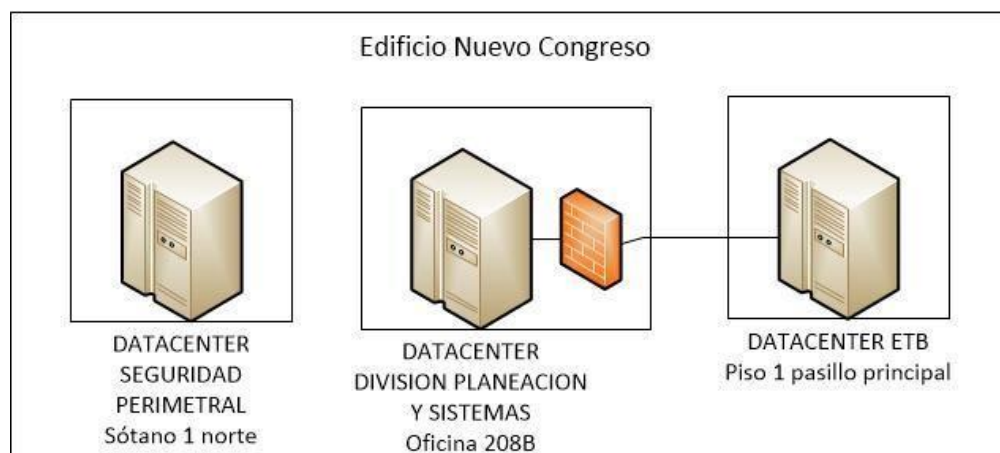 Edificio Nuevo Congreso
DATACENTER
SEGURIDAD
PERIMETRAL
Sótano 1 norte
DATACENTER
DIVISION PLANEACION
Y SISTEMAS
Oficina 208B
DATACENTER ETB
Piso 1 pasillo principal